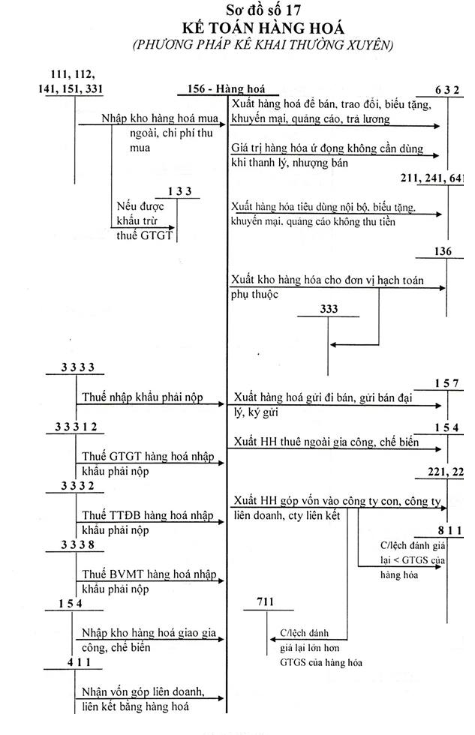 Sơ đồ số 17
KẾ TOÁN HÀNG HOÁ
(PHƯƠNG PHÁP KÊ KHAI THƯỜNG XUYÊN)
111, 112,
141, 151, 331
156 - Hàng hoá
632
Nhập kho hàng hoá mua
ngoài, chi phí thu
mua
Xuất hàng hoá để bán, trao đổi, biếu tặng,
khuyến mại, quảng cáo, trả lương
Giá trị hàng hóa ứ đọng không cần dùng
khi thanh lý, nhượng bán
133
Nếu được
khấu trừ
thuế GTGT
211, 241, 641
Xuất hàng hóa tiêu dùng nội bộ, biếu tặng,
khuyến mại, quảng cáo không thu tiền
136
Xuất kho hàng hóa cho đơn vị hạch toán
phụ thuộc
333
3333
Thuế nhập khẩu phải nộp
157
Xuất hàng hoá gửi đi bán, gửi bán đại
lý, ký gửi
33312
Thuế GTGT hàng hoá nhập
khẩu phải nộp
154
Xuất HH thuê ngoài gia công, chế biến
3332
Thuế TTĐB hàng hoá nhập
khẩu phải nộp
221, 22
Xuất HH góp vốn vào công ty con, công ty
liên doanh, cty liên kết
811
C/lệch đánh giá
lại < GTGS của
hàng hóa
3338
Thuế BVMT hàng hoá nhập
khẩu phải nộp
154
Nhập kho hàng hoá giao gia
công, chế biến
711
C/lệch đánh
giá lại lớn hơn
GTGS của hàng hóa
411
Nhận vốn góp liên doanh,
liên kết bằng hàng hoá